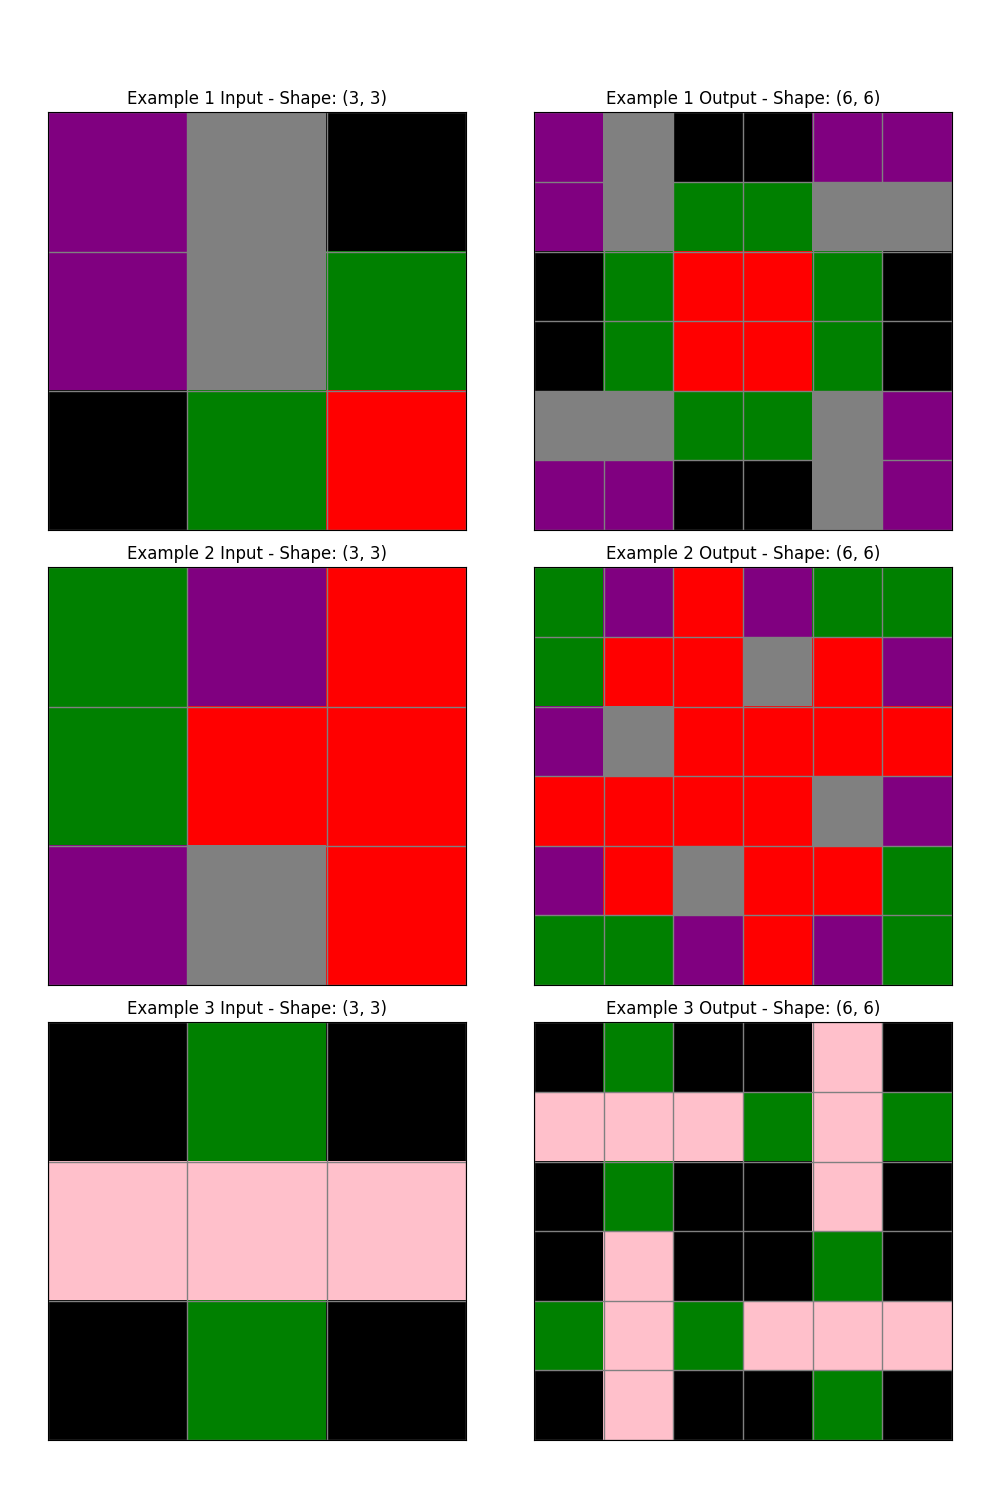 Example 1 Input - Shape: (3, 3)
Example 1 Output - Shape: (6, 6)
Example 2 Input - Shape: (3, 3)
Example 2 Output - Shape: (6, 6)
Example 3 Input - Shape: (3, 3)
Example 3 Output - Shape: (6, 6)